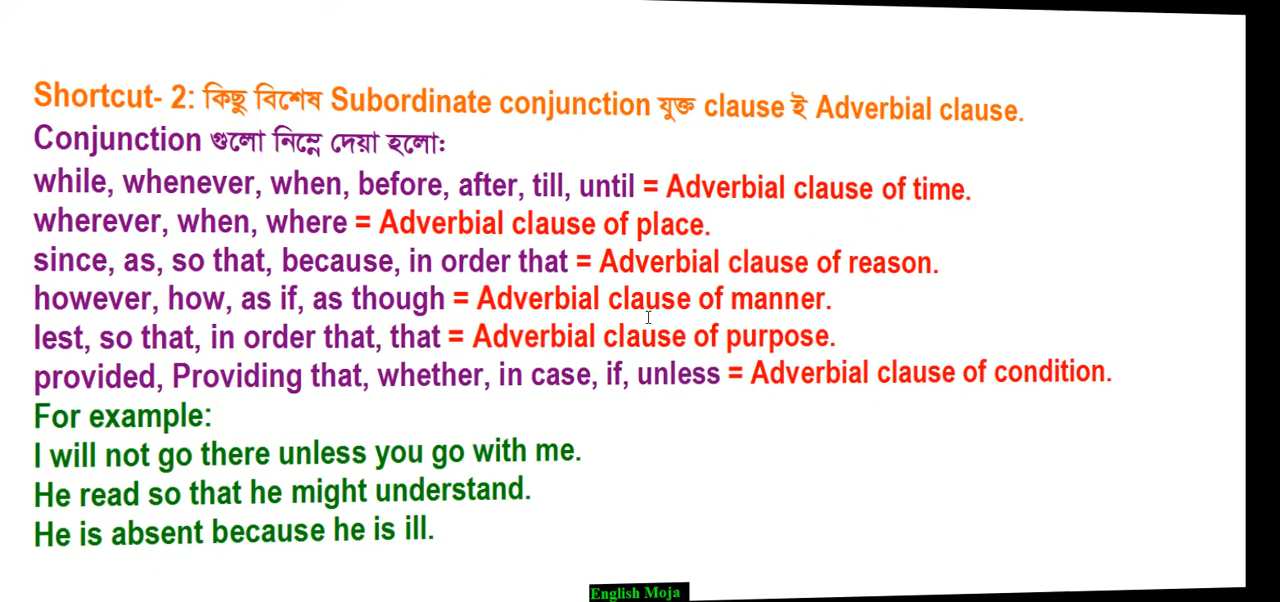 Shortcut- 2: কিছু বিশেষ Subordinate conjunction যুক্ত clause ই Adverbial clause.
Conjunction গুলো নিম্নে দেয়া হলো:
while, whenever, when, before, after, till, until = Adverbial clause of time.
wherever, when, where = Adverbial clause of place.
since, as, so that, because, in order that = Adverbial clause of reason.
however, how, as if, as though = Adverbial clause of manner.
lest, so that, in order that, that = Adverbial clause of purpose.
provided, Providing that, whether, in case, if, unless = Adverbial clause of condition.
For example:
I will not go there unless you go with me.
He read so that he might understand.
He is absent because he is ill.
English Moja